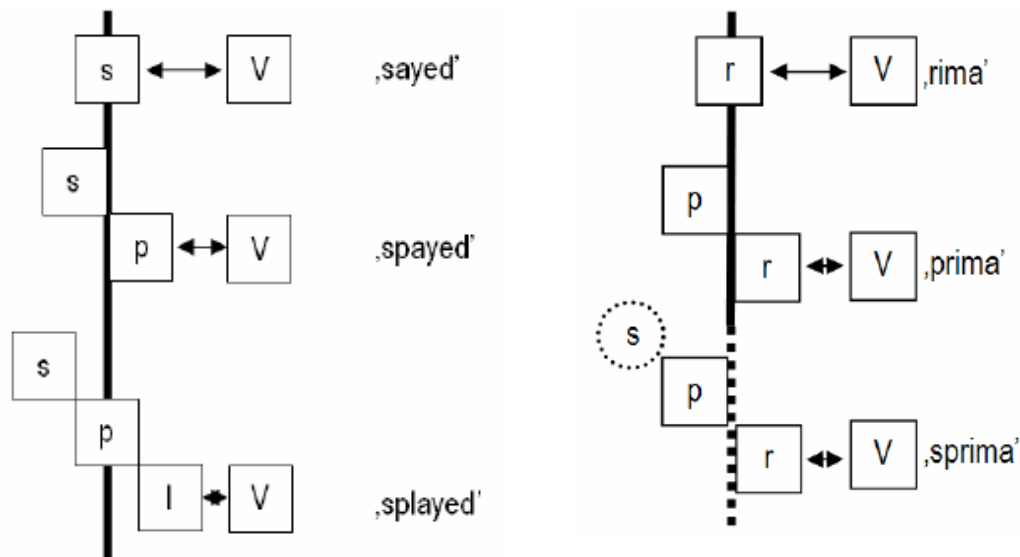 s V ‚sayed’
s
p V ‚spayed’
s
p
l V ‚splayed’
r V ‚rima’
p
r V ‚prima’
s
p
r V ‚sprima’